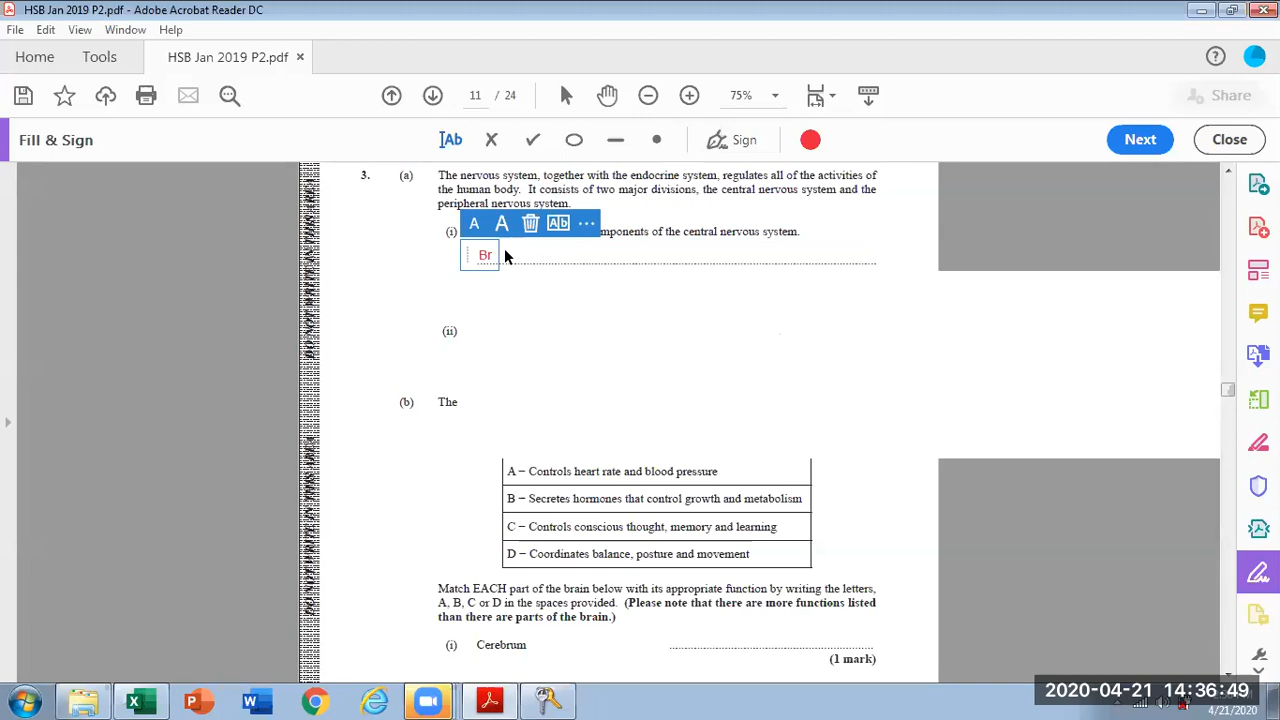 HSB Jan 2019 P2.pdf - Adobe Acrobat Reader DC
File Edit View Window Help
Home Tools HSB Jan 2019 P2.pdf ×
11 / 24 75% Share
Fill & Sign Ab Sign Next Close
3. (a) The nervous system, together with the endocrine system, regulates all of the activities of
the human body. It consists of two major divisions, the central nervous system and the
peripheral nervous system.
A A Ab ...
(i) mponents of the central nervous system.
Br
(ii)
(b) The
A – Controls heart rate and blood pressure
B – Secretes hormones that control growth and metabolism
C – Controls conscious thought, memory and learning
D – Coordinates balance, posture and movement
Match EACH part of the brain below with its appropriate function by writing the letters,
A, B, C or D in the spaces provided. (Please note that there are more functions listed
than there are parts of the brain.)
(i) Cerebrum
(1 mark)
2020-04-21 14:36:49
4/21/2020